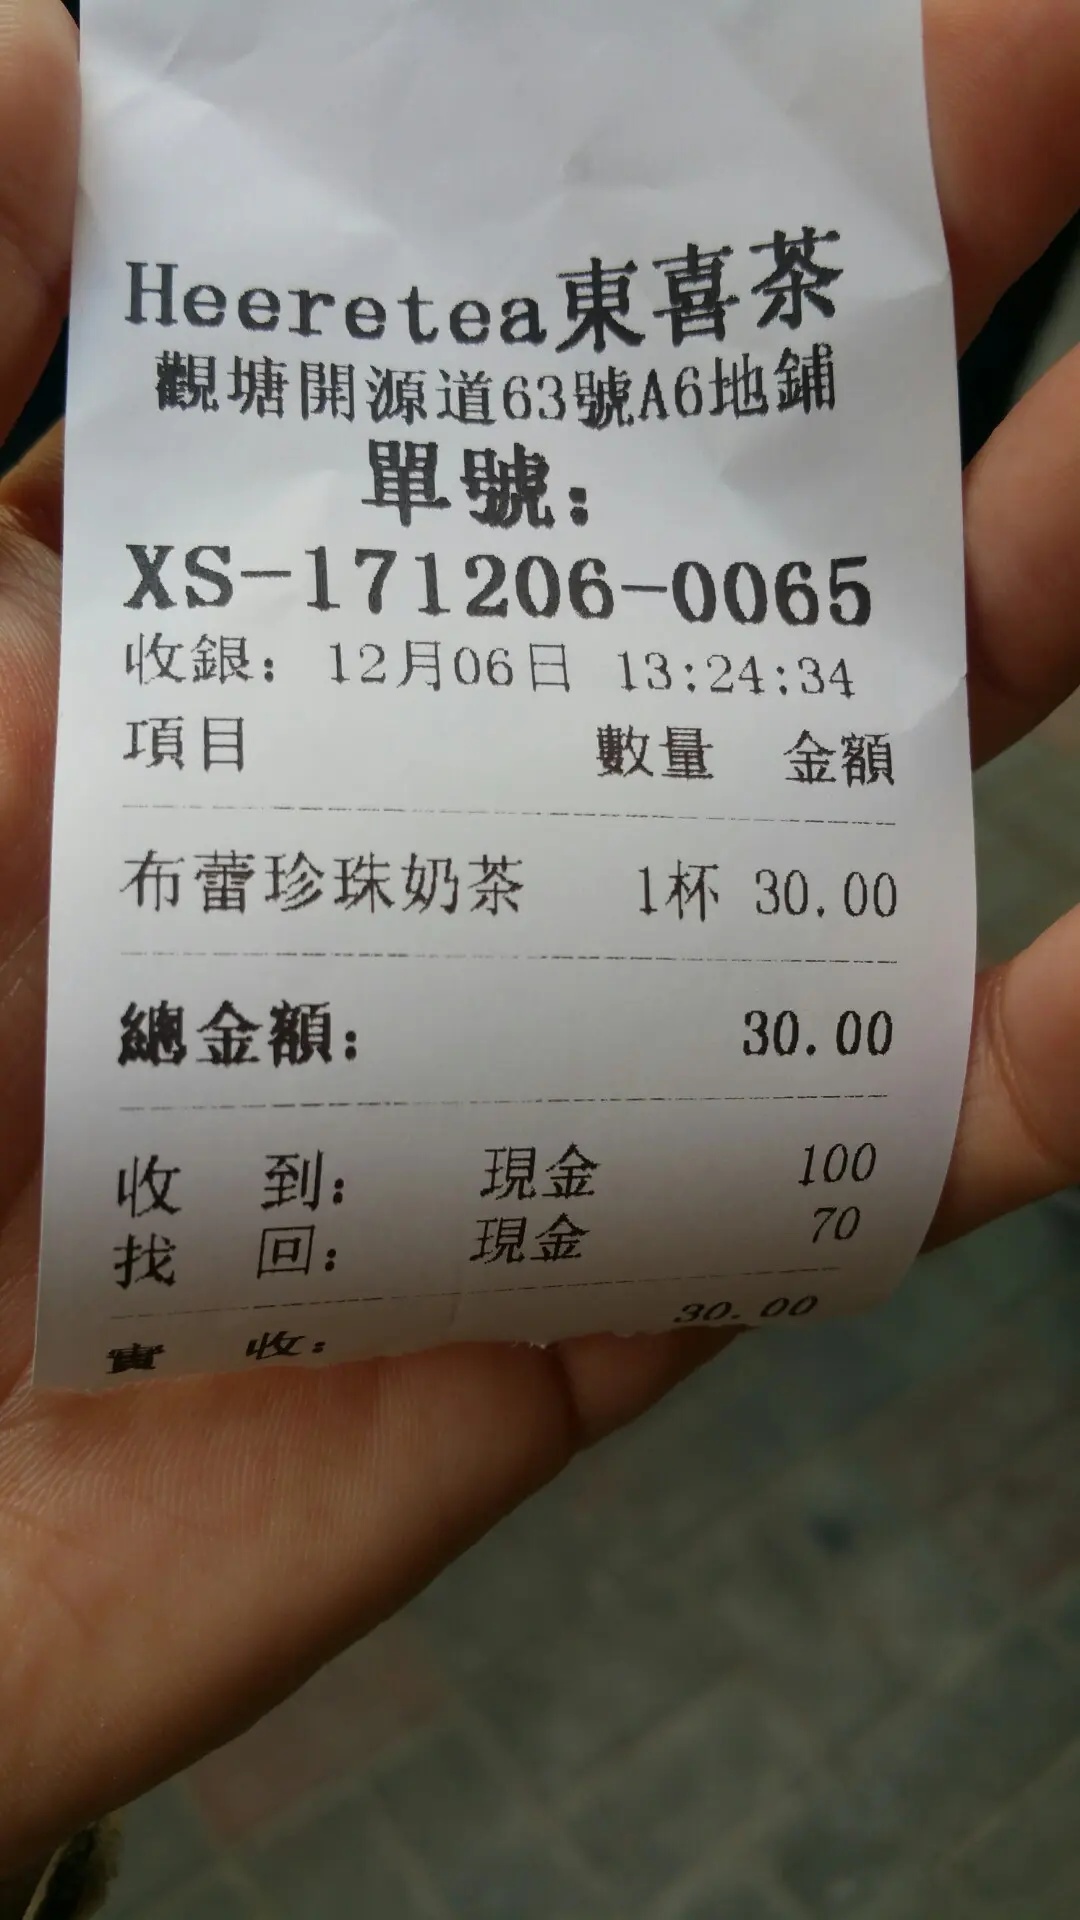 Heeretea東喜茶
觀塘開源道63號A6地鋪
單號:
XS-171206-0065
收銀: 12月06日 13:24:34
項目 數量 金額
布蕾珍珠奶茶 1杯 30.00
總金額: 30.00
收 到: 現金 100
找 回: 現金 70
實 收: 30.00